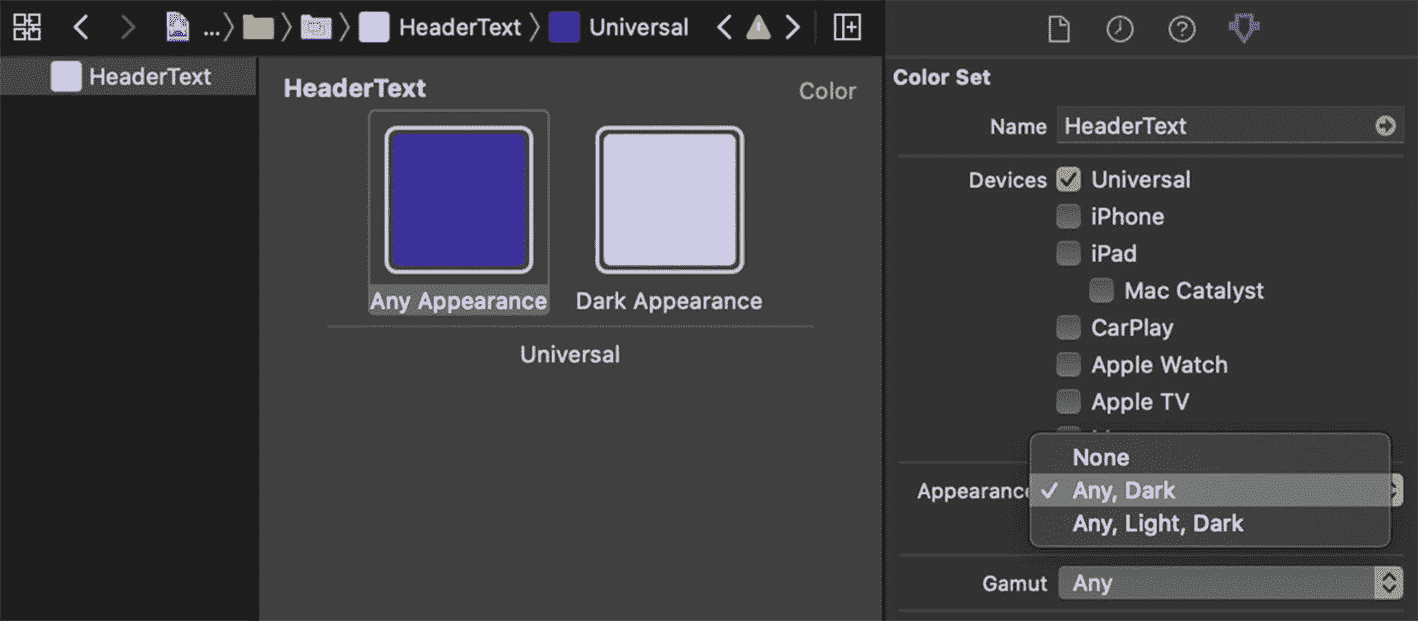 ... HeaderText Universal
HeaderText
HeaderText
Color
Any Appearance
Dark Appearance
Universal
Color Set
Name HeaderText
Devices Universal
iPhone
iPad
Mac Catalyst
CarPlay
Apple Watch
Apple TV
None
Appearanc Any, Dark
Any, Light, Dark
Gamut Any